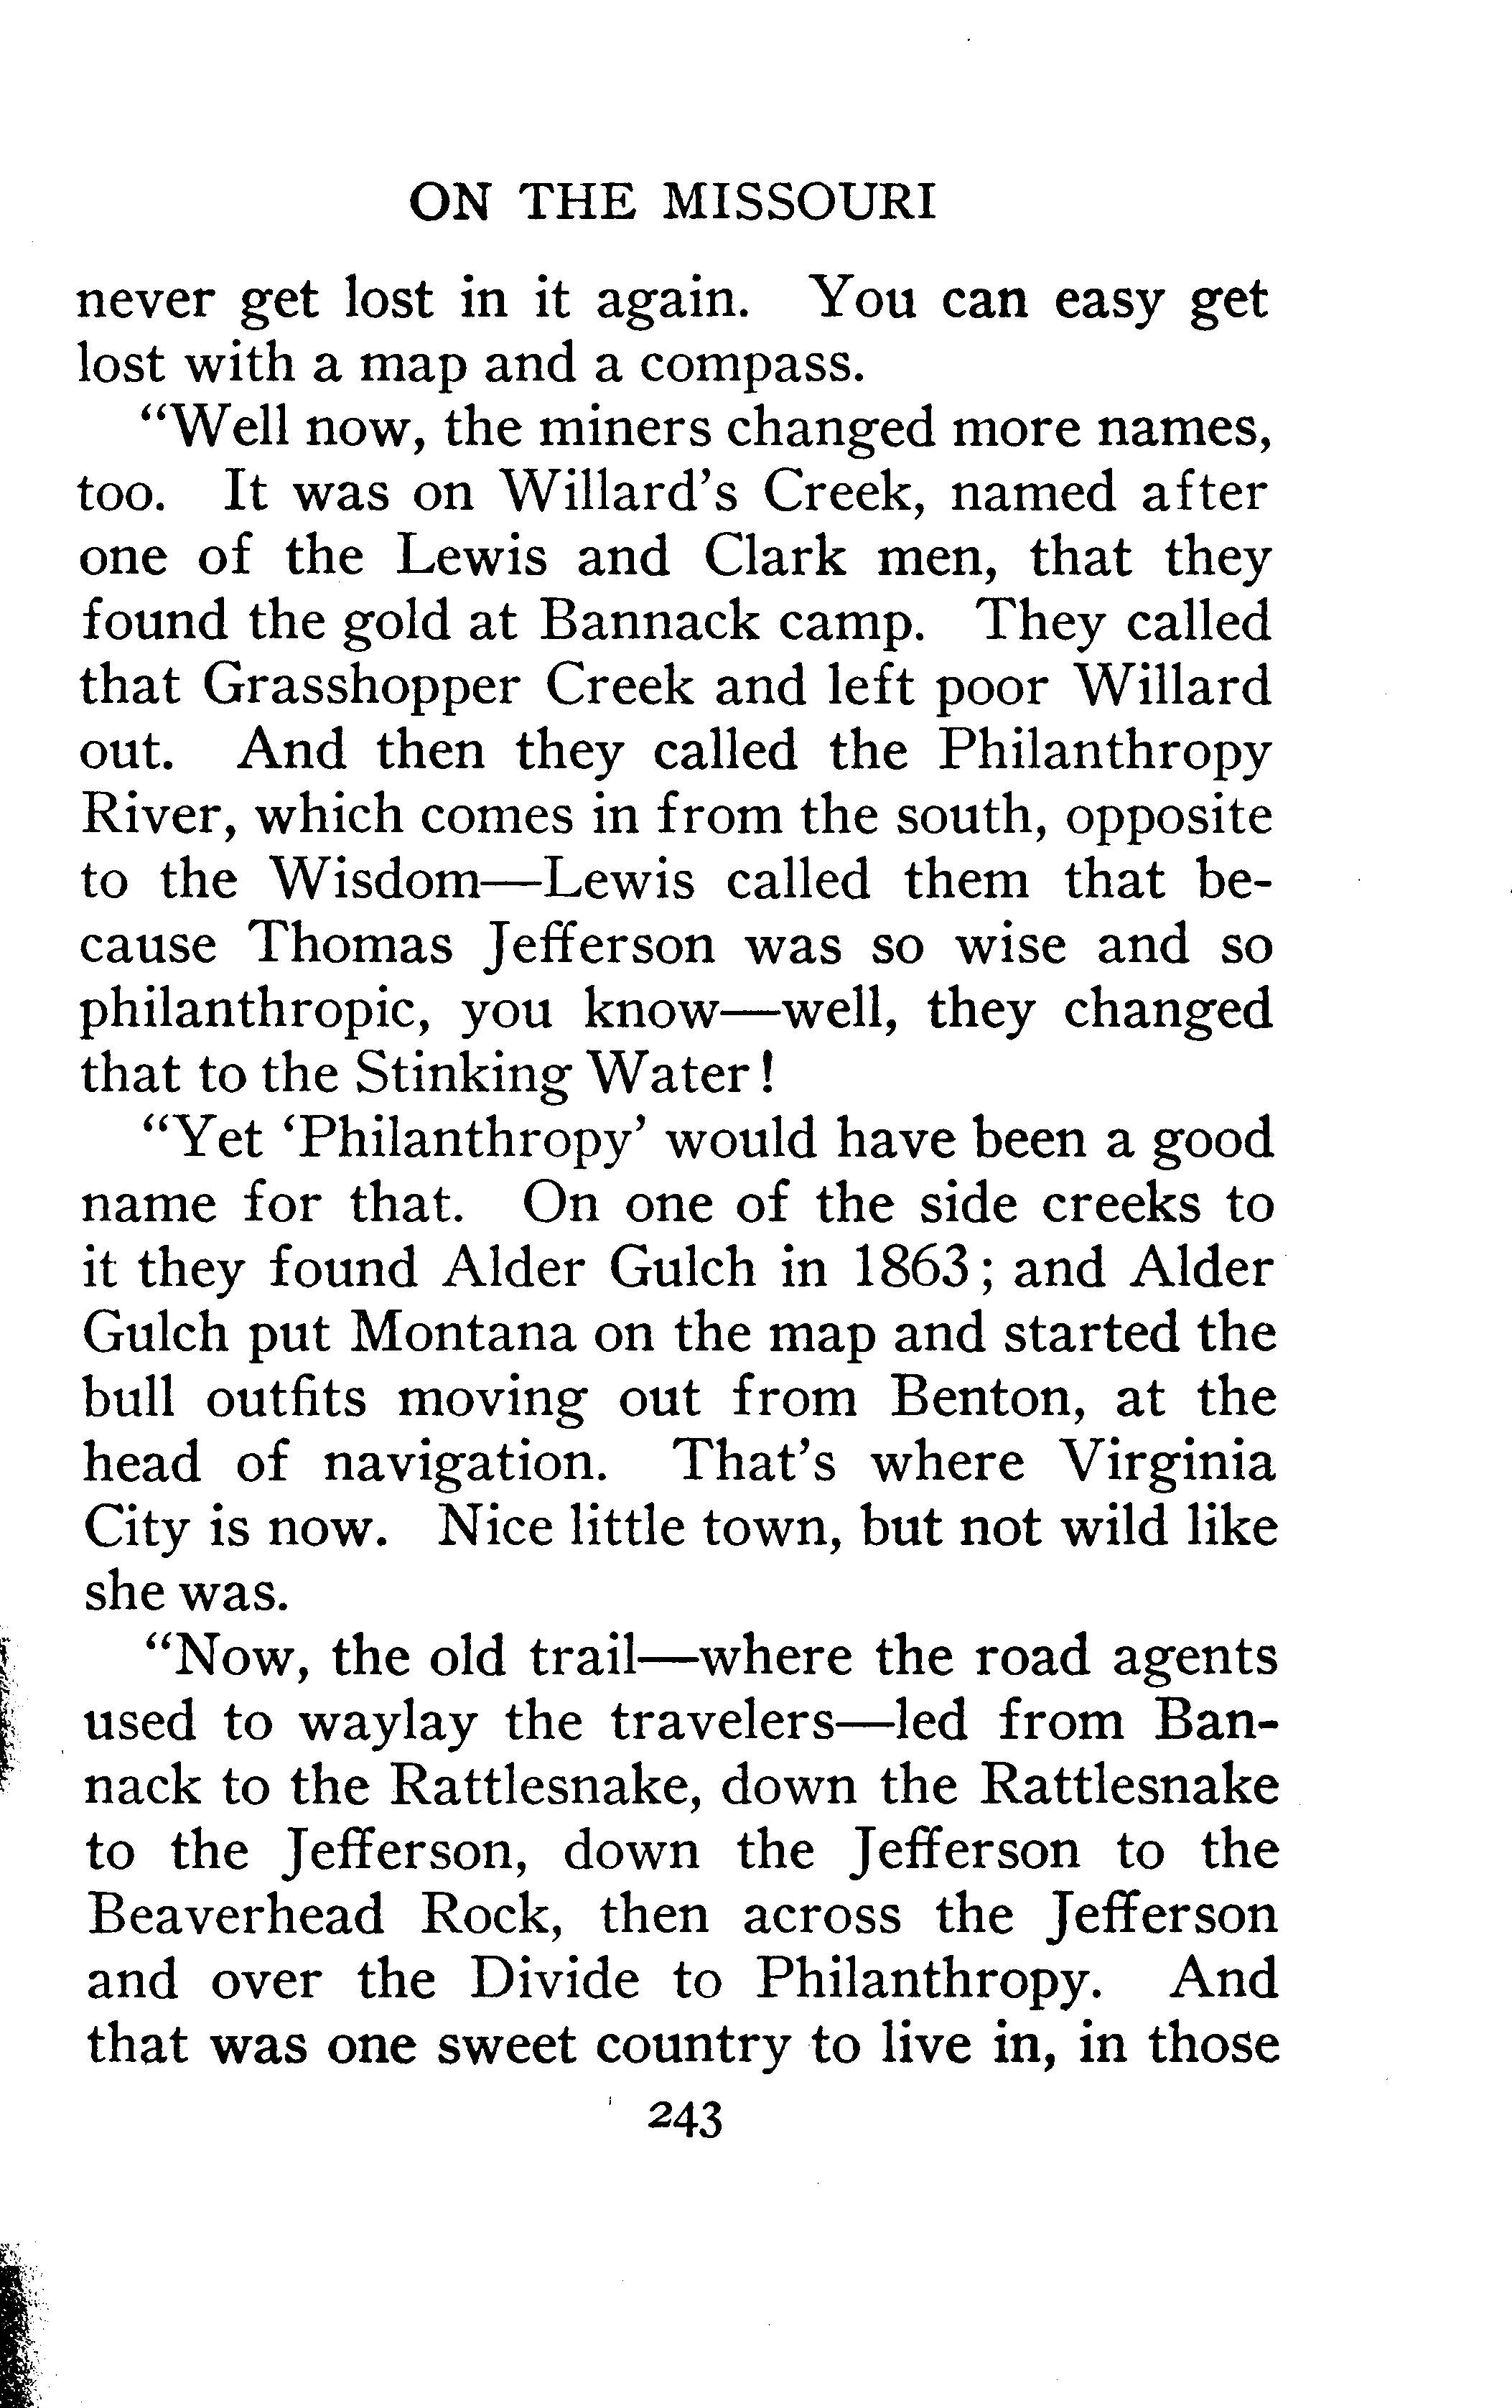 ON THE MISSOURI
never get lost in it again. You can easy get
lost with a map and a compass.
“Well now, the miners changed more names,
too. It was on Willard’s Creek, named after
one of the Lewis and Clark men, that they
found the gold at Bannack camp. They called
that Grasshopper Creek and left poor Willard
out. And then they called the Philanthropy
River, which comes in from the south, opposite
to the Wisdom—Lewis called them that be-
cause Thomas Jefferson was so wise and so
philanthropic, you know—well, they changed
that to the Stinking Water!
“Yet ‘Philanthropy’ would have been a good
name for that. On one of the side creeks to
it they found Alder Gulch in 1863; and Alder
Gulch put Montana on the map and started the
bull outfits moving out from Benton, at the
head of navigation. That’s where Virginia
City is now. Nice little town, but not wild like
she was.
“Now, the old trail—where the road agents
used to waylay the travelers—led from Ban-
nack to the Rattlesnake, down the Rattlesnake
to the Jefferson, down the Jefferson to the
Beaverhead Rock, then across the Jefferson
and over the Divide to Philanthropy. And
that was one sweet country to live in, in those
243